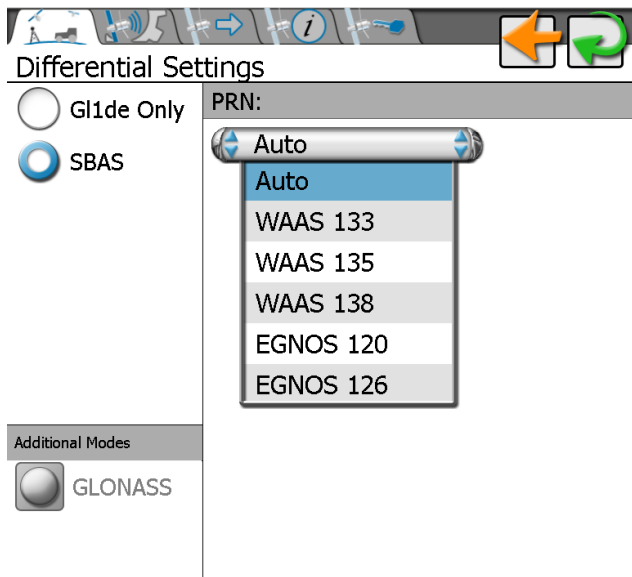 i
Differential Settings
Gl1de Only
SBAS
PRN:
Auto
Auto
WAAS 133
WAAS 135
WAAS 138
EGNOS 120
EGNOS 126
Additional Modes
GLONASS